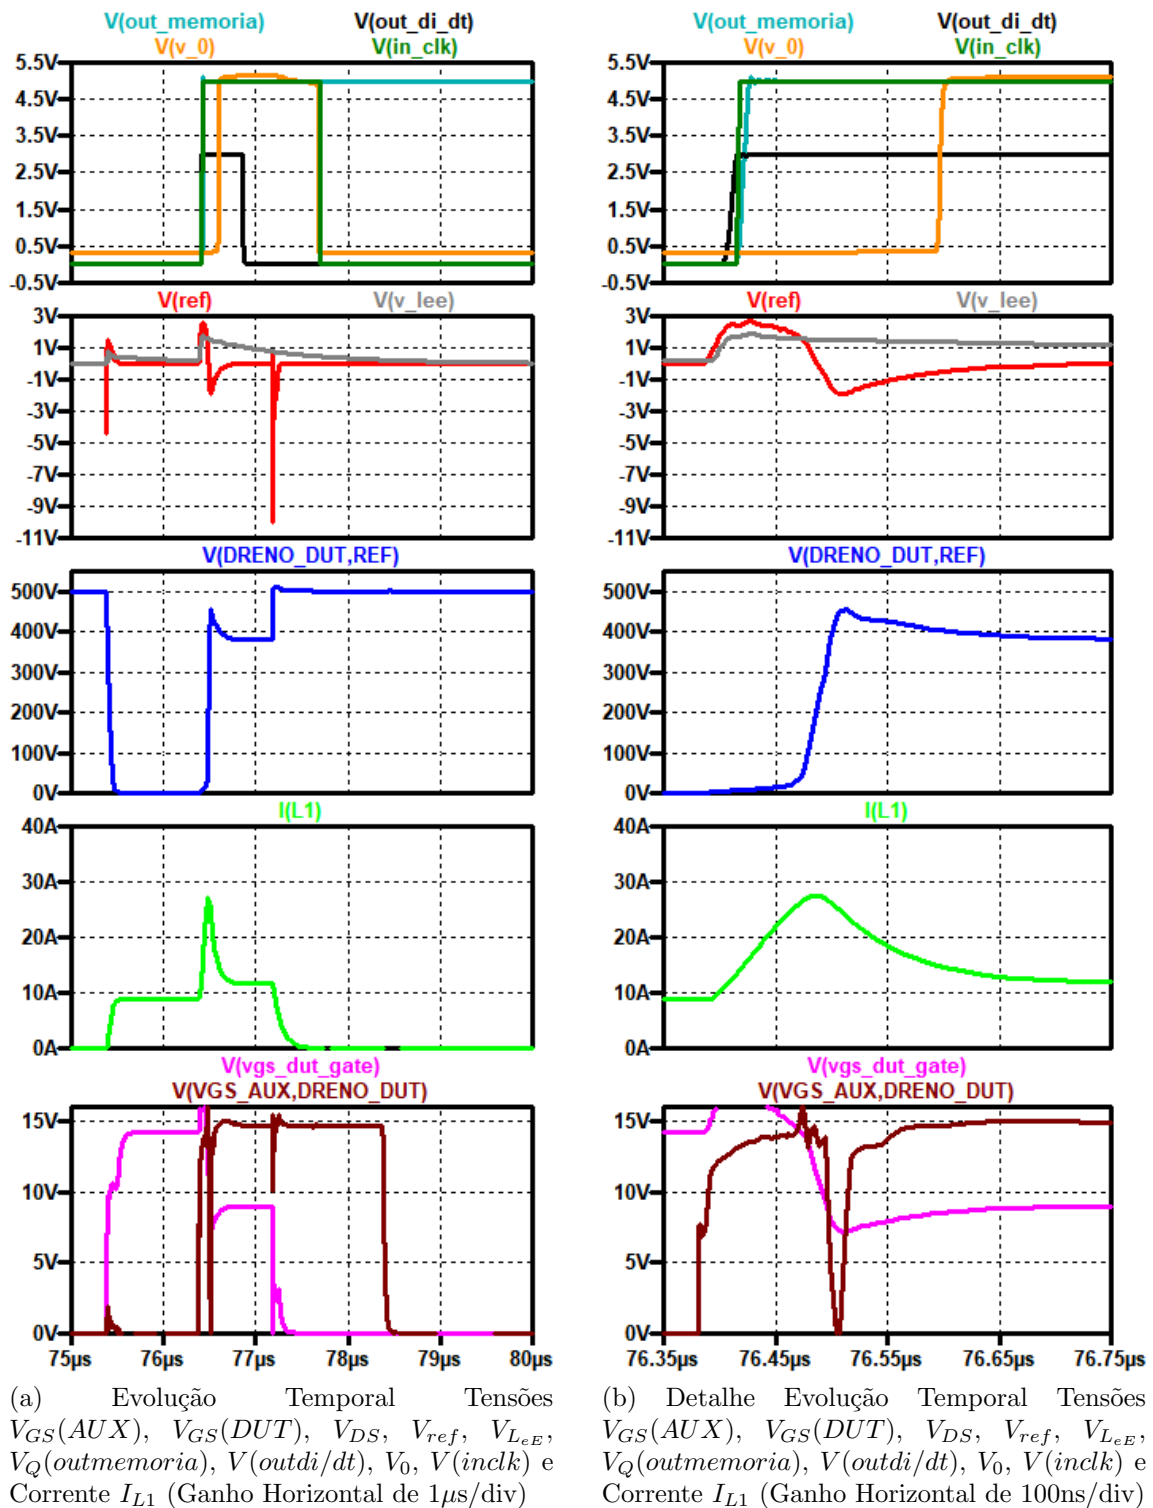 V(out_memoria) V(out_di_dt)
V(v_0) V(in_clk)
5.5V
4.5V
3.5V
2.5V
1.5V
0.5V
-0.5V
V(ref) V(v_lee)
3V
1V
-1V
-3V
-5V
-7V
-9V
-11V
V(DRENO_DUT,REF)
500V
400V
300V
200V
100V
0V
I(L1)
40A
30A
20A
10A
0A
V(vgs_dut_gate)
V(VGS_AUX,DRENO_DUT)
15V
10V
5V
0V
75µs 76µs 77µs 78µs 79µs 80µs
(a) Evolução Temporal Tensões
V_GS(AUX), V_GS(DUT), V_DS, V_ref, V_LeE,
V_Q(outmemoria), V(outdi/dt), V_0, V(inclk) e
Corrente I_L1 (Ganho Horizontal de 1µs/div)
V(out_memoria) V(out_di_dt)
V(v_0) V(in_clk)
5.5V
4.5V
3.5V
2.5V
1.5V
0.5V
-0.5V
V(ref) V(v_lee)
3V
1V
-1V
-3V
-5V
-7V
-9V
-11V
V(DRENO_DUT,REF)
500V
400V
300V
200V
100V
0V
I(L1)
40A
30A
20A
10A
0A
V(vgs_dut_gate)
V(VGS_AUX,DRENO_DUT)
15V
10V
5V
0V
76.35µs 76.45µs 76.55µs 76.65µs 76.75µs
(b) Detalhe Evolução Temporal Tensões
V_GS(AUX), V_GS(DUT), V_DS, V_ref, V_LeE,
V_Q(outmemoria), V(outdi/dt), V_0, V(inclk) e
Corrente I_L1 (Ganho Horizontal de 100ns/div)